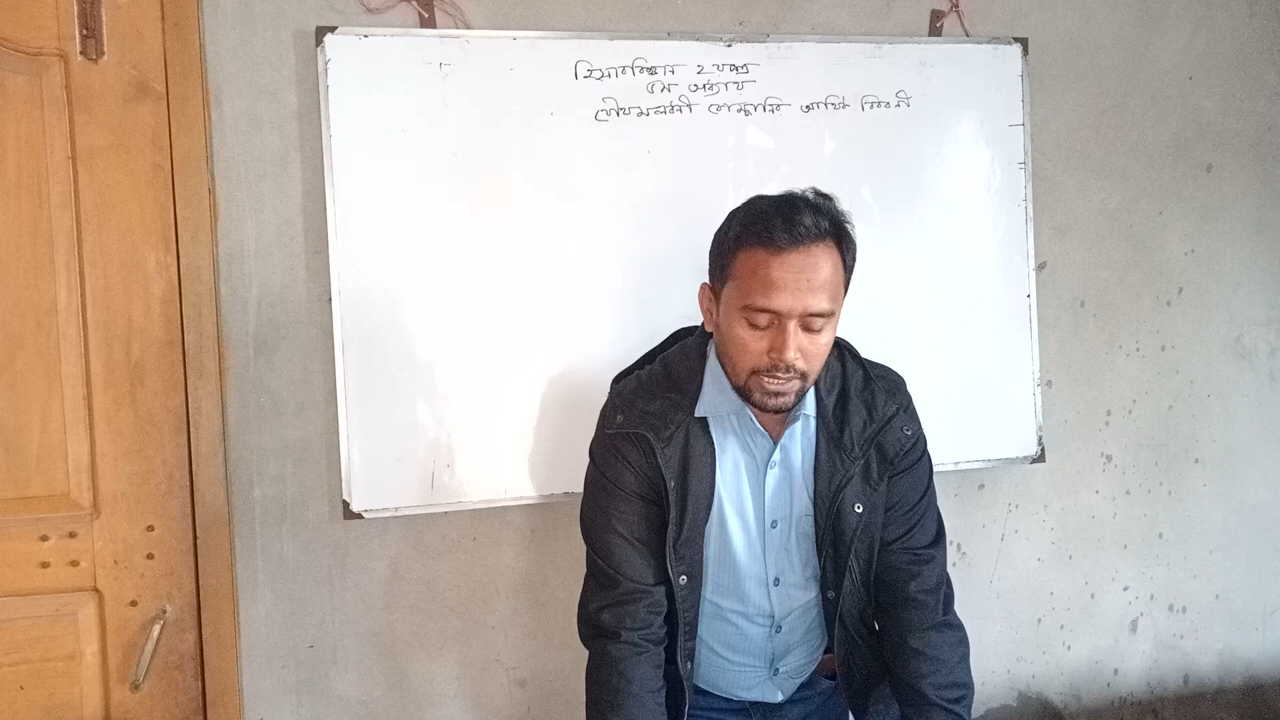 হিসাববিজ্ঞান ২য় পত্র
৫ম অধ্যায়
যৌথমূলধনী কোম্পানির আর্থিক বিবরণী